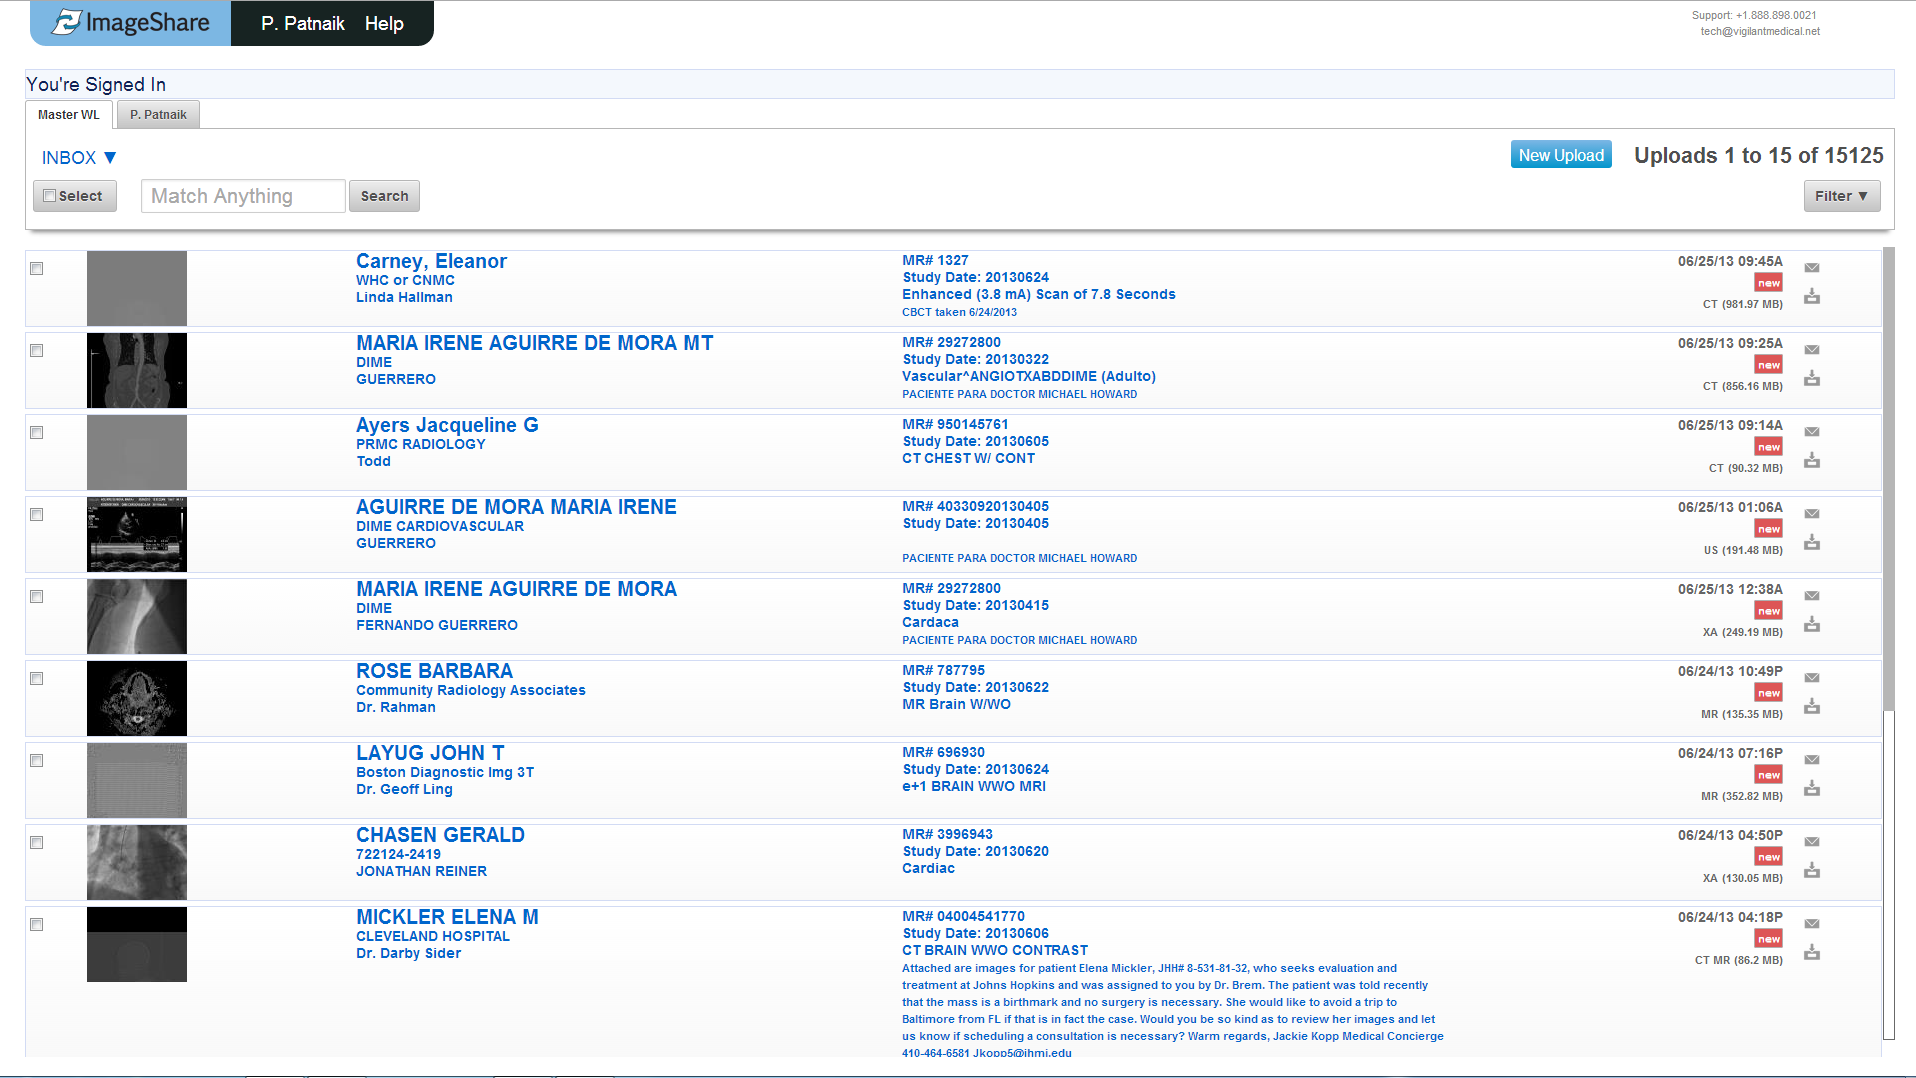 ImageShare P. Patnaik Help
Support: +1.888.898.0021
tech@vigilantmedical.net
You're Signed In
Master WL P. Patnaik
INBOX ▼ New Upload Uploads 1 to 15 of 15125
Select Match Anything Search Filter ▼
Carney, Eleanor
WHC or CNMC
Linda Hallman
MR# 1327
Study Date: 20130624
Enhanced (3.8 mA) Scan of 7.8 Seconds
CBCT taken 6/24/2013
06/25/13 09:45A
new
CT (981.97 MB)
MARIA IRENE AGUIRRE DE MORA MT
DIME
GUERRERO
MR# 29272800
Study Date: 20130322
Vascular^ANGIOTXABDDIME (Adulto)
PACIENTE PARA DOCTOR MICHAEL HOWARD
06/25/13 09:25A
new
CT (856.16 MB)
Ayers Jacqueline G
PRMC RADIOLOGY
Todd
MR# 950145761
Study Date: 20130605
CT CHEST W/ CONT
06/25/13 09:14A
new
CT (90.32 MB)
AGUIRRE DE MORA MARIA IRENE
DIME CARDIOVASCULAR
GUERRERO
MR# 40330920130405
Study Date: 20130405
PACIENTE PARA DOCTOR MICHAEL HOWARD
06/25/13 01:06A
new
US (191.48 MB)
MARIA IRENE AGUIRRE DE MORA
DIME
FERNANDO GUERRERO
MR# 29272800
Study Date: 20130415
Cardaca
PACIENTE PARA DOCTOR MICHAEL HOWARD
06/25/13 12:38A
new
XA (249.19 MB)
ROSE BARBARA
Community Radiology Associates
Dr. Rahman
MR# 787795
Study Date: 20130622
MR Brain W/WO
06/24/13 10:49P
new
MR (135.35 MB)
LAYUG JOHN T
Boston Diagnostic Img 3T
Dr. Geoff Ling
MR# 696930
Study Date: 20130624
e+1 BRAIN WWO MRI
06/24/13 07:16P
new
MR (352.82 MB)
CHASEN GERALD
722124-2419
JONATHAN REINER
MR# 3996943
Study Date: 20130620
Cardiac
06/24/13 04:50P
new
XA (130.05 MB)
MICKLER ELENA M
CLEVELAND HOSPITAL
Dr. Darby Sider
MR# 04004541770
Study Date: 20130606
CT BRAIN WWO CONTRAST
Attached are images for patient Elena Mickler, JHH# 8-531-81-32, who seeks evaluation and
treatment at Johns Hopkins and was assigned to you by Dr. Brem. The patient was told recently
that the mass is a birthmark and no surgery is necessary. She would like to avoid a trip to
Baltimore from FL if that is in fact the case. Would you be so kind as to review her images and let
us know if scheduling a consultation is necessary? Warm regards, Jackie Kopp Medical Concierge
410-464-6581 Jkopp5@jhmi.edu
06/24/13 04:18P
new
CT MR (86.2 MB)